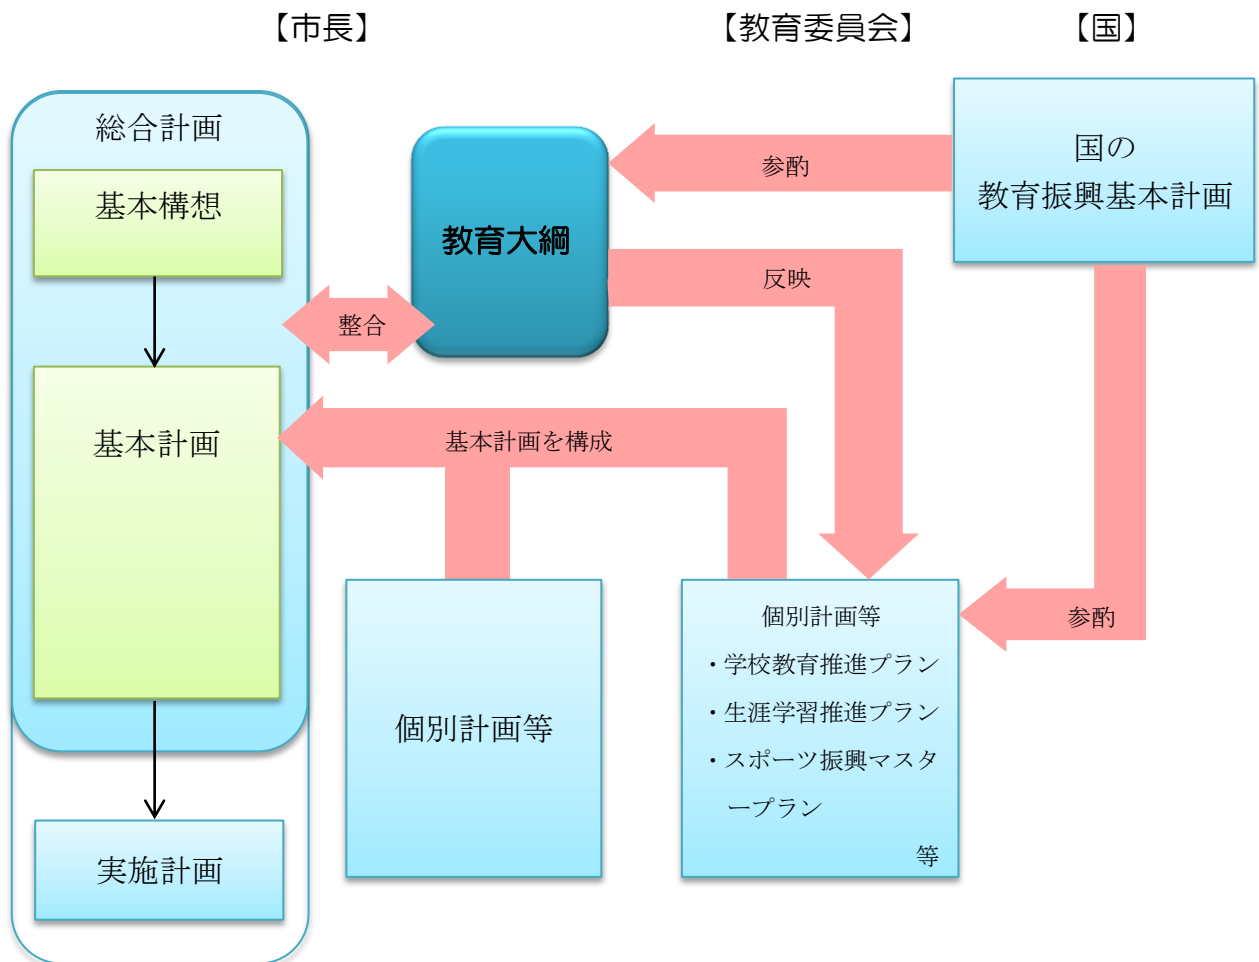 【市長】
【教育委員会】
【国】
総合計画
基本構想
基本計画
実施計画
教育大綱
整合
参酌
国の
教育振興基本計画
反映
基本計画を構成
個別計画等
個別計画等
・学校教育推進プラン
・生涯学習推進プラン
・スポーツ振興マスタ
ープラン
等
参酌